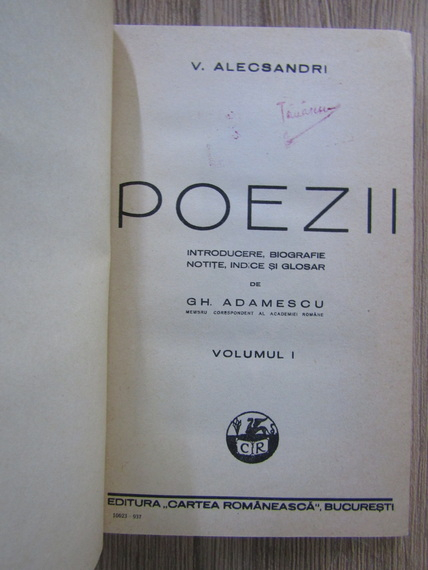 V. ALECSANDRI
POEZII
INTRODUCERE, BIOGRAFIE
NOTIȚE, INDICE ȘI GLOSAR
DE
GH. ADAMESCU
MEMBRU CORESPONDENT AL ACADEMIEI ROMÂNE
VOLUMUL I
C R
EDITURA „CARTEA ROMÂNEASCĂ”, BUCUREȘTI